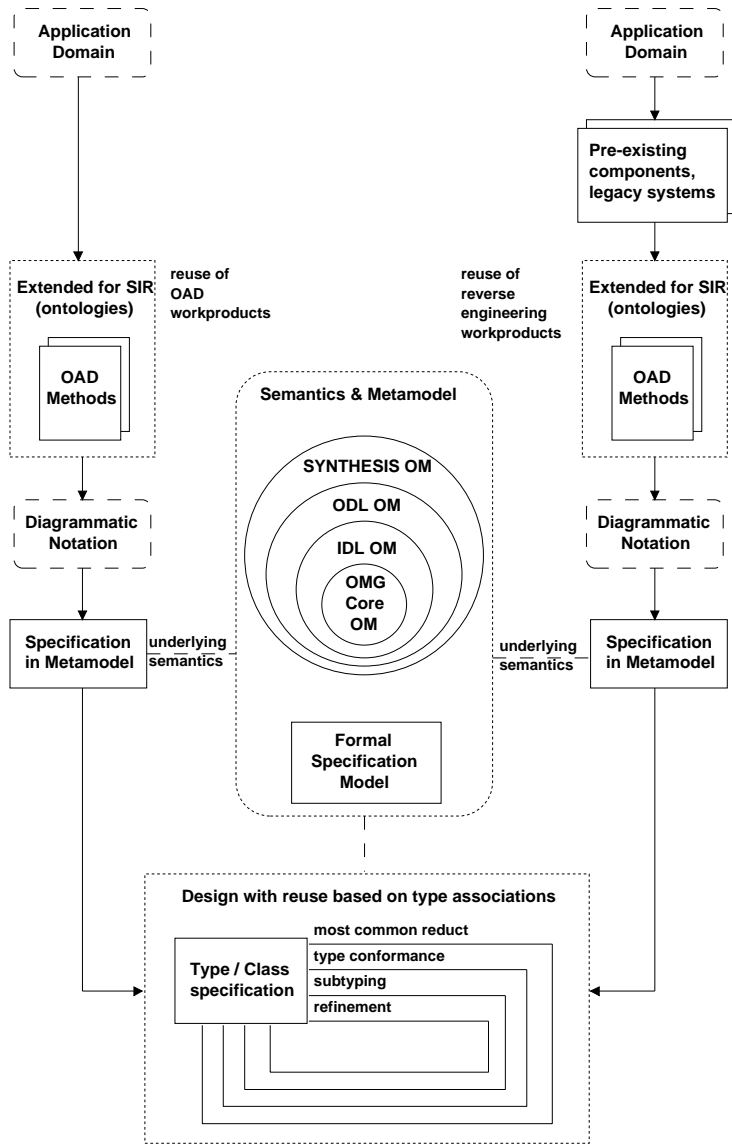 Application
Domain
Application
Domain
Pre-existing
components,
legacy systems
Extended for SIR
(ontologies)
OAD
Methods
reuse of
OAD
workproducts
reuse of
reverse
engineering
workproducts
Extended for SIR
(ontologies)
OAD
Methods
Semantics & Metamodel
SYNTHESIS OM
ODL OM
IDL OM
OMG
Core
OM
Diagrammatic
Notation
Diagrammatic
Notation
Specification
in Metamodel
underlying
semantics
underlying
semantics
Specification
in Metamodel
Formal
Specification
Model
Design with reuse based on type associations
Type / Class
specification
most common reduct
type conformance
subtyping
refinement